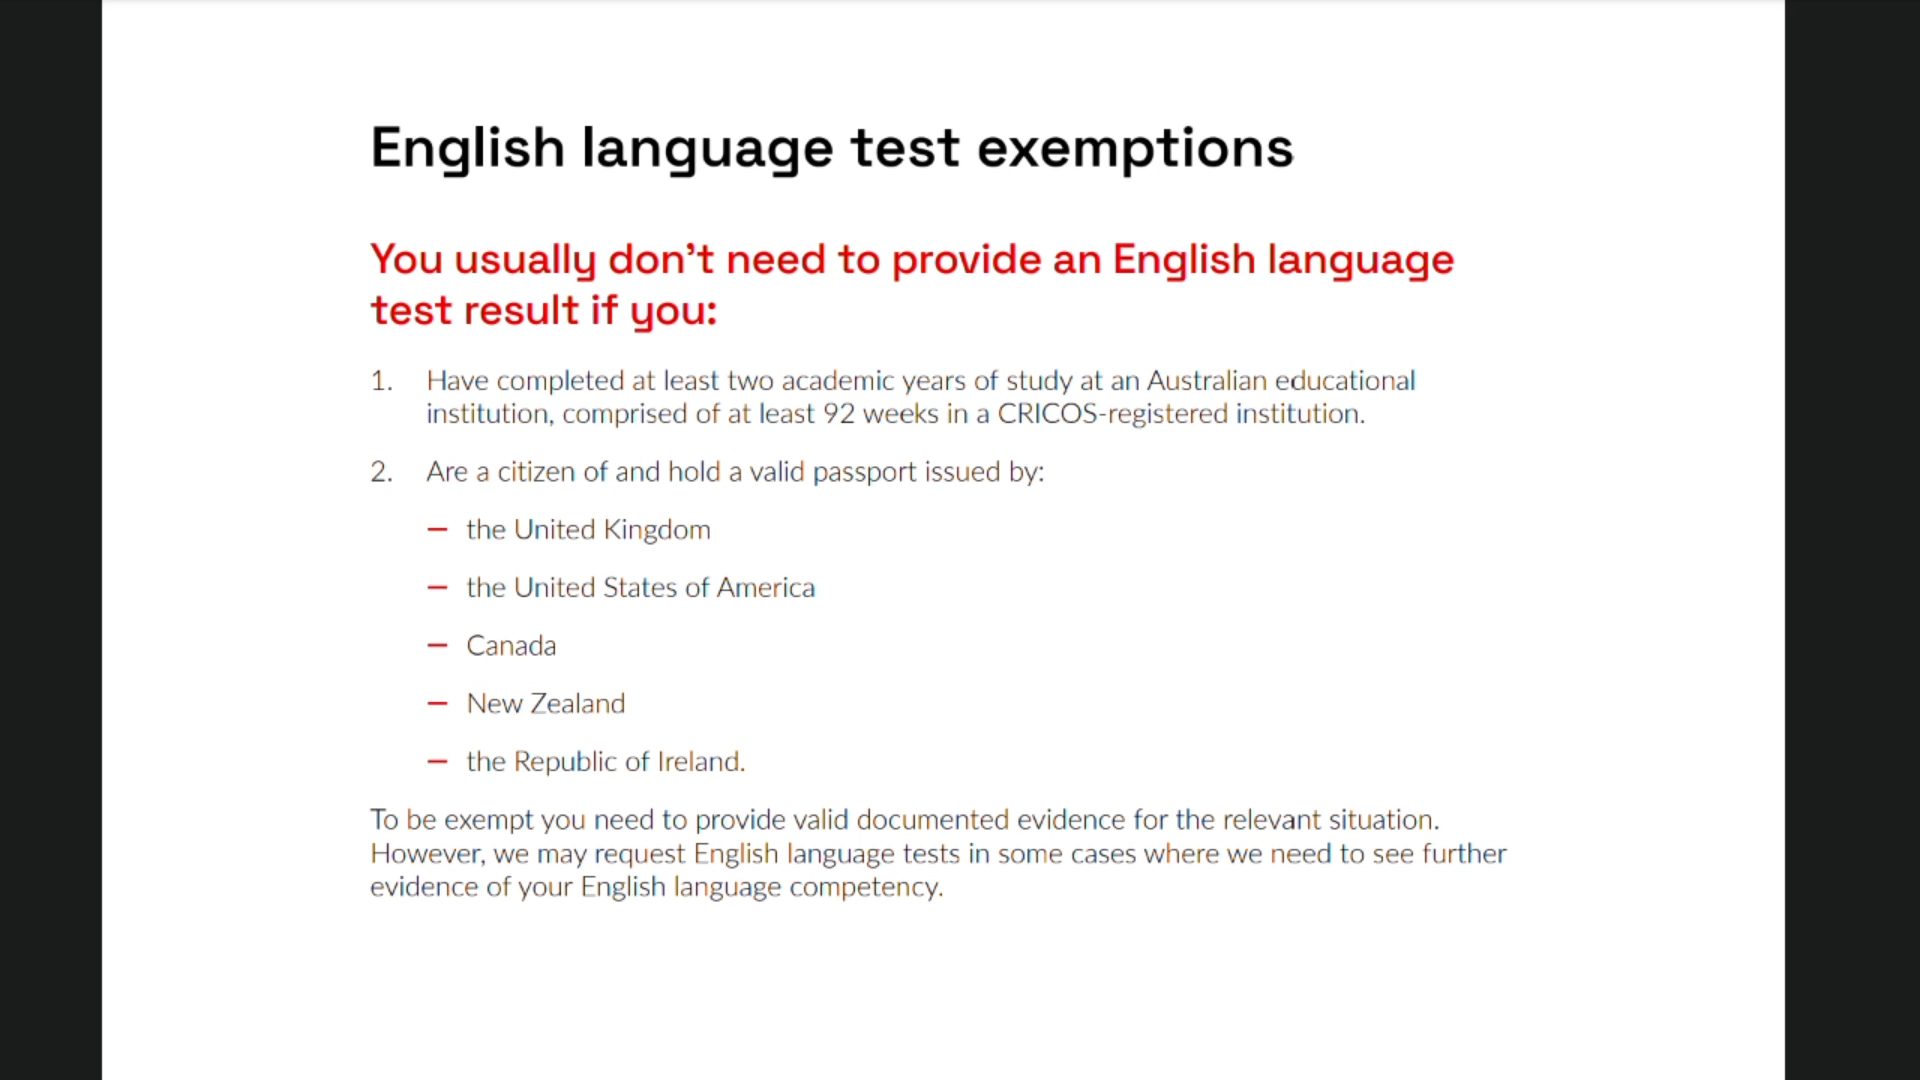 English language test exemptions
You usually don’t need to provide an English language
test result if you:
1. Have completed at least two academic years of study at an Australian educational
institution, comprised of at least 92 weeks in a CRICOS-registered institution.
2. Are a citizen of and hold a valid passport issued by:
– the United Kingdom
– the United States of America
– Canada
– New Zealand
– the Republic of Ireland.
To be exempt you need to provide valid documented evidence for the relevant situation.
However, we may request English language tests in some cases where we need to see further
evidence of your English language competency.